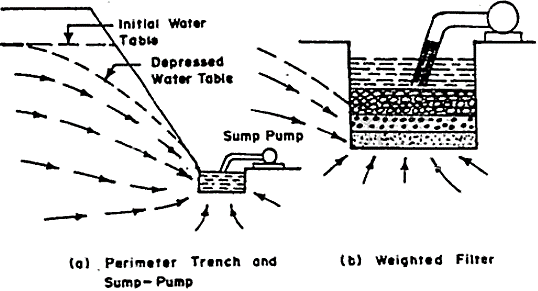 Initial Water
Table
Depressed
Water Table
Sump Pump
(a) Perimeter Trench and
Sump-Pump
(b) Weighted Filter